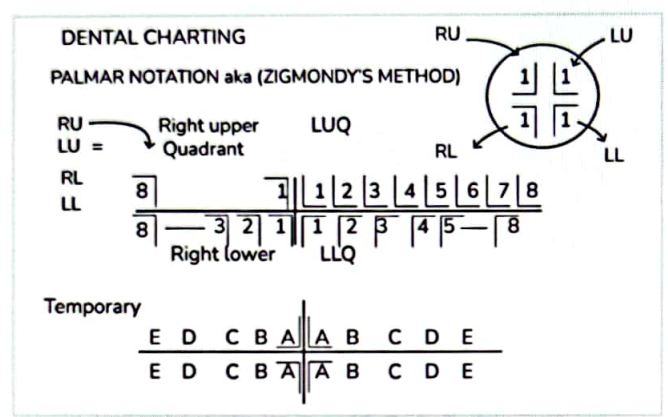 DENTAL CHARTING
RU LU
PALMAR NOTATION aka (ZIGMONDY'S METHOD)
1 1
1 1
RU Right upper LUQ
LU = Quadrant
RL LL
RL
LL
8 1 1 2 3 4 5 6 7 8
8 — 3 2 1 1 2 3 4 5 — 8
Right lower LLQ
Temporary
E D C B A A B C D E
E D C B A A B C D E